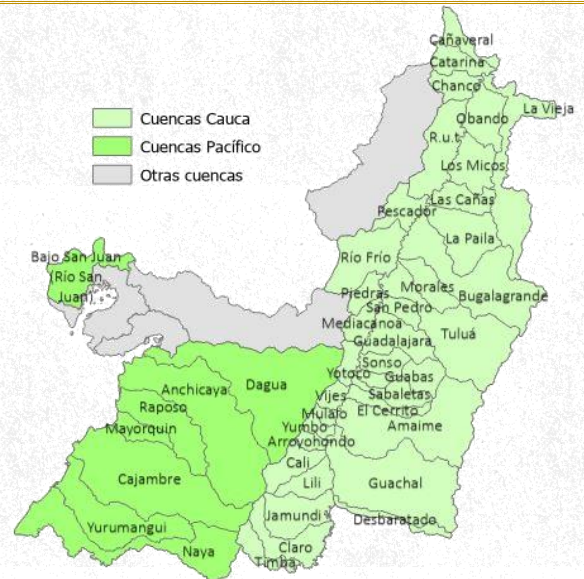 Cañaveral
Catarina
Chanco
La Vieja
Obando
R.u.t.
Los Micos
Las Cañas
Pescador
La Paila
Cuencas Cauca
Cuencas Pacífico
Otras cuencas
Bajo San Juan
(Río San
Juan)
Río Frío
Piedras
Morales
Bugalagrande
San Pedro
Mediacanoa
Tuluá
Guadalajara
Sonso
Yotoco
Guabas
Vijes
Sabaletas
Mulalo
El Cerrito
Yumbo
Amaime
Arroyohondo
Cali
Lili
Guachal
Jamundi
Desbaratado
Claro
Timba
Dagua
Anchicaya
Raposo
Mayorquin
Cajambre
Yurumangui
Naya